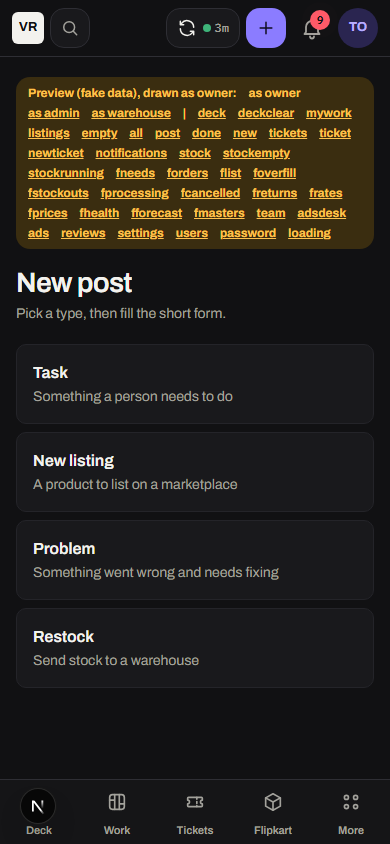 VR
3m
9
TO
Preview (fake data), drawn as owner: as owner
as admin as warehouse | deck deckclear mywork
listings empty all post done new tickets ticket
newticket notifications stock stockempty
stockrunning fneeds forders flist foverfill
fstockouts fprocessing fcancelled freturns frates
fprices fhealth fforecast fmasters team adsdesk
ads reviews settings users password loading
New post
Pick a type, then fill the short form.
Task
Something a person needs to do
New listing
A product to list on a marketplace
Problem
Something went wrong and needs fixing
Restock
Send stock to a warehouse
N
Deck Work Tickets Flipkart More